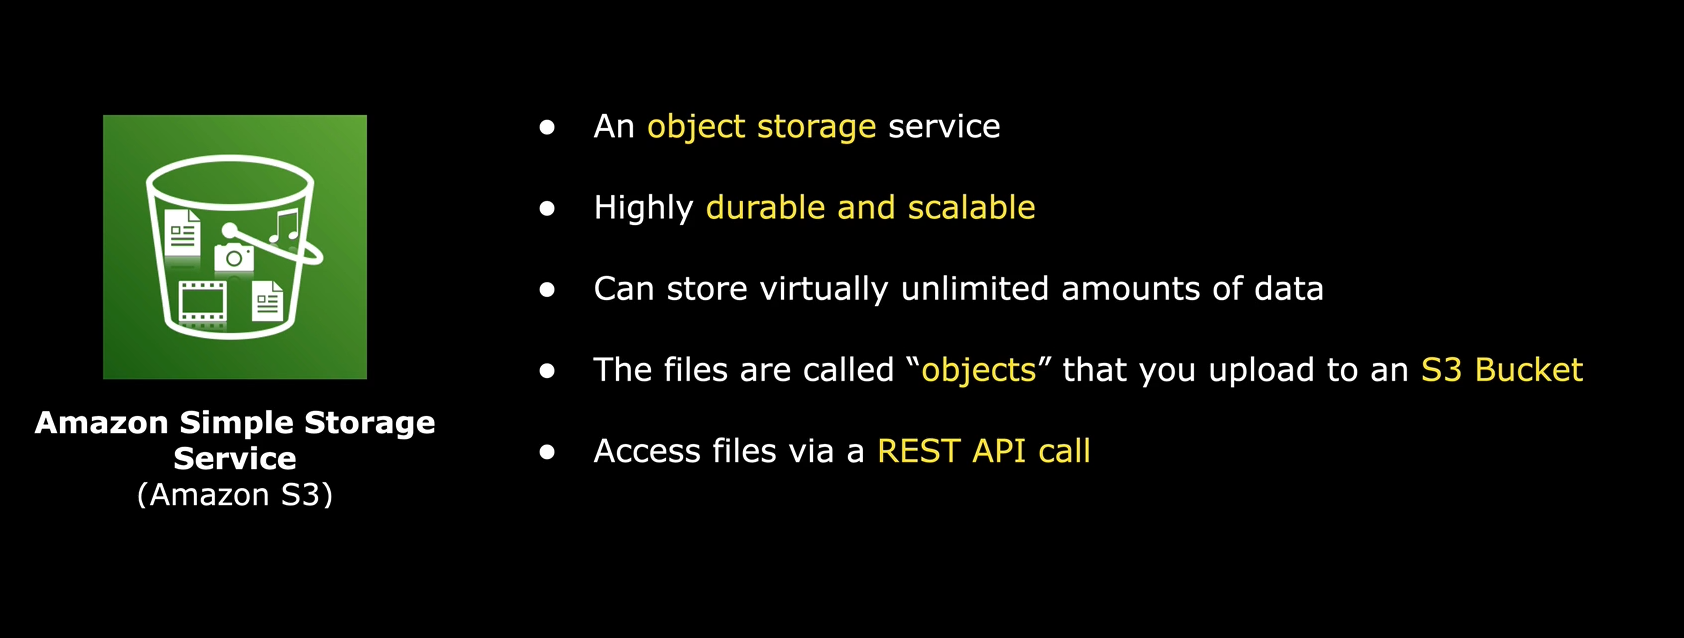 Amazon Simple Storage
Service
(Amazon S3)
● An object storage service
● Highly durable and scalable
● Can store virtually unlimited amounts of data
● The files are called “objects” that you upload to an S3 Bucket
● Access files via a REST API call